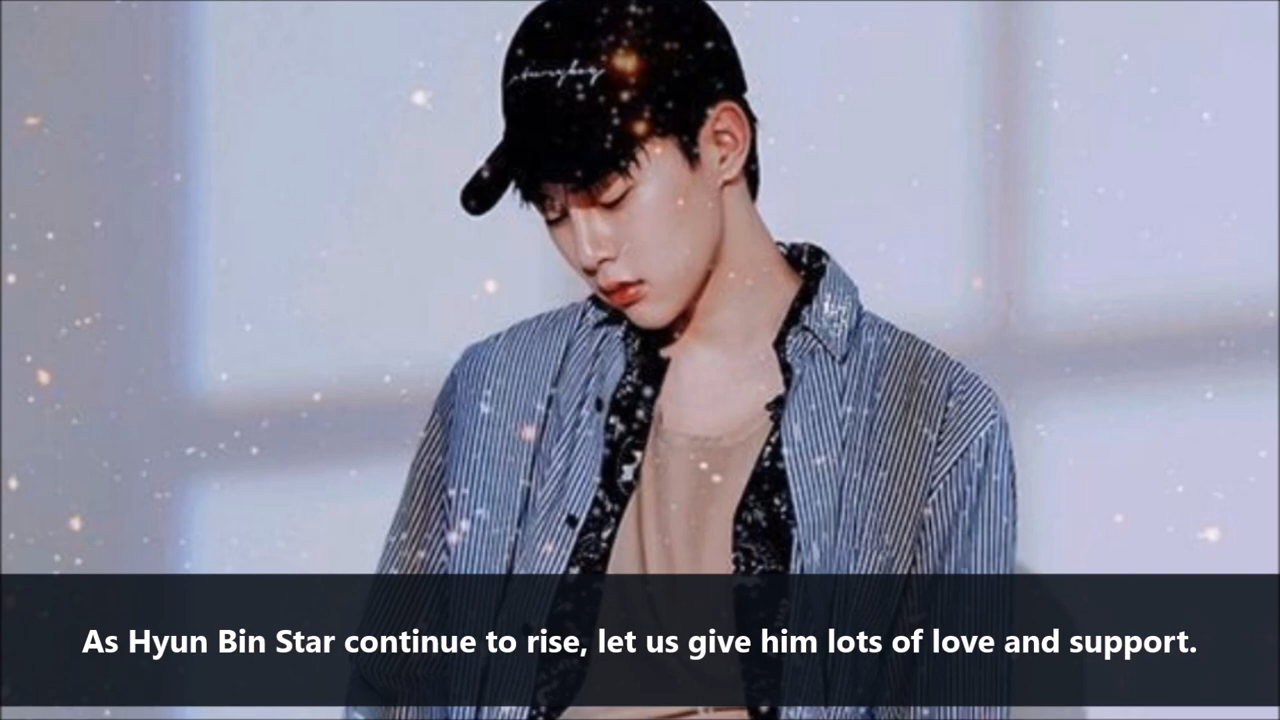 As Hyun Bin Star continue to rise, let us give him lots of love and support.